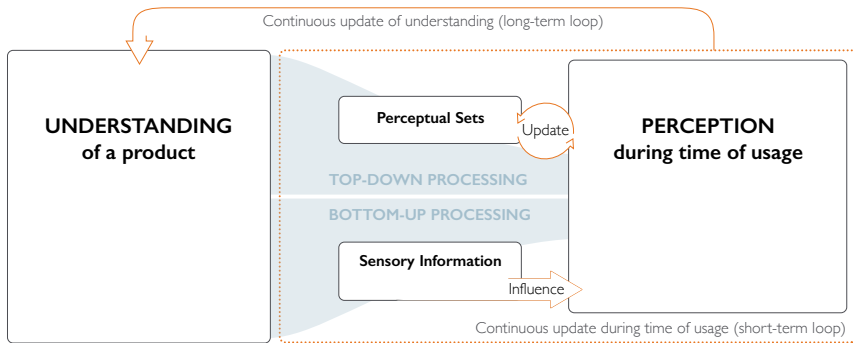 Continuous update of understanding (long-term loop)
UNDERSTANDING
of a product
Perceptual Sets
Update
PERCEPTION
during time of usage
TOP-DOWN PROCESSING
BOTTOM-UP PROCESSING
Sensory Information
Influence
Continuous update during time of usage (short-term loop)